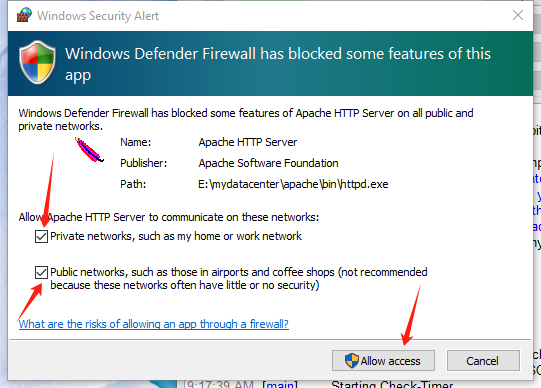 Windows Security Alert
Windows Defender Firewall has blocked some features of this
app
Windows Defender Firewall has blocked some features of Apache HTTP Server on all public and
private networks.
Name: Apache HTTP Server
Publisher: Apache Software Foundation
Path: E:\mydatacenter\apache\bin\httpd.exe
Allow Apache HTTP Server to communicate on these networks:
Private networks, such as my home or work network
Public networks, such as those in airports and coffee shops (not recommended
because these networks often have little or no security)
What are the risks of allowing an app through a firewall?
Allow access Cancel
[main] Starting Check-Timer